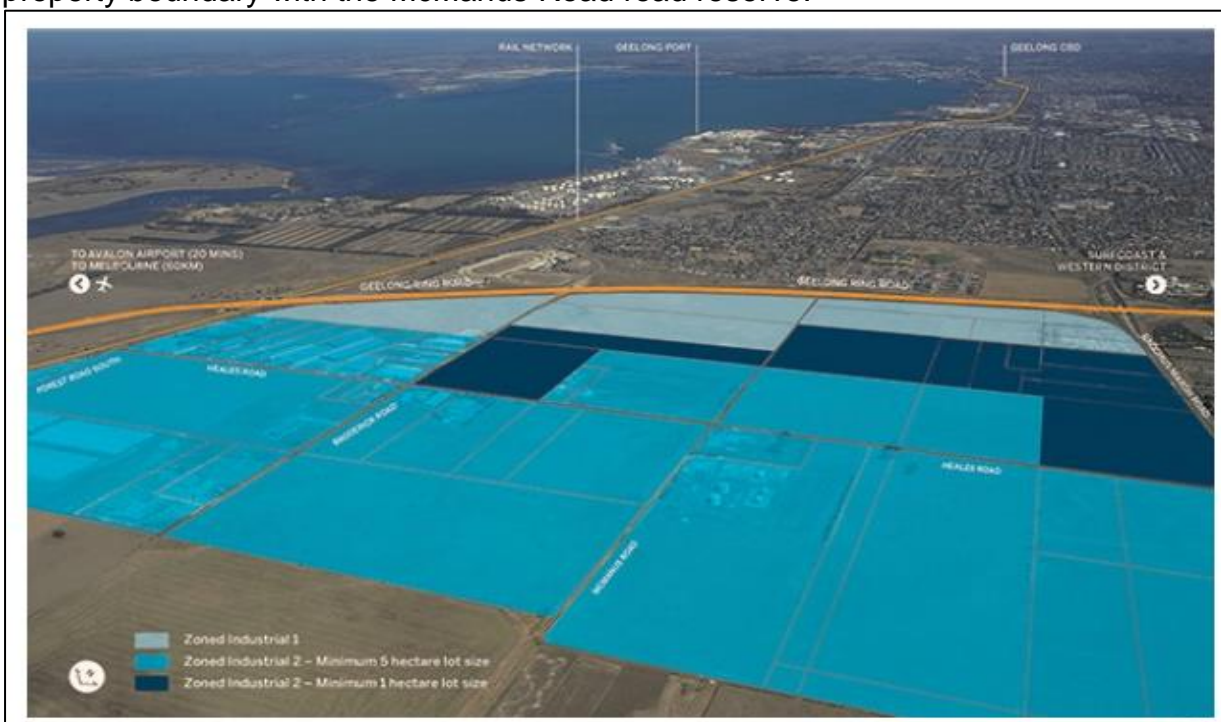 property boundary with the McManus Road road reserve.
RAIL NETWORK
GEELONG PORT
GEELONG CBD
TO AVALON AIRPORT (20 MINS)
TO MELBOURNE (60KM)
SURFCOAST &
WESTERN DISTRICT
GEELONG RING ROAD
GEELONG RING ROAD
FOREST ROAD SOUTH
HEALES ROAD
BRODERICK ROAD
HEALES ROAD
MCMANUS ROAD
Zoned Industrial 1
Zoned Industrial 2 – Minimum 5 hectare lot size
Zoned Industrial 2 – Minimum 1 hectare lot size